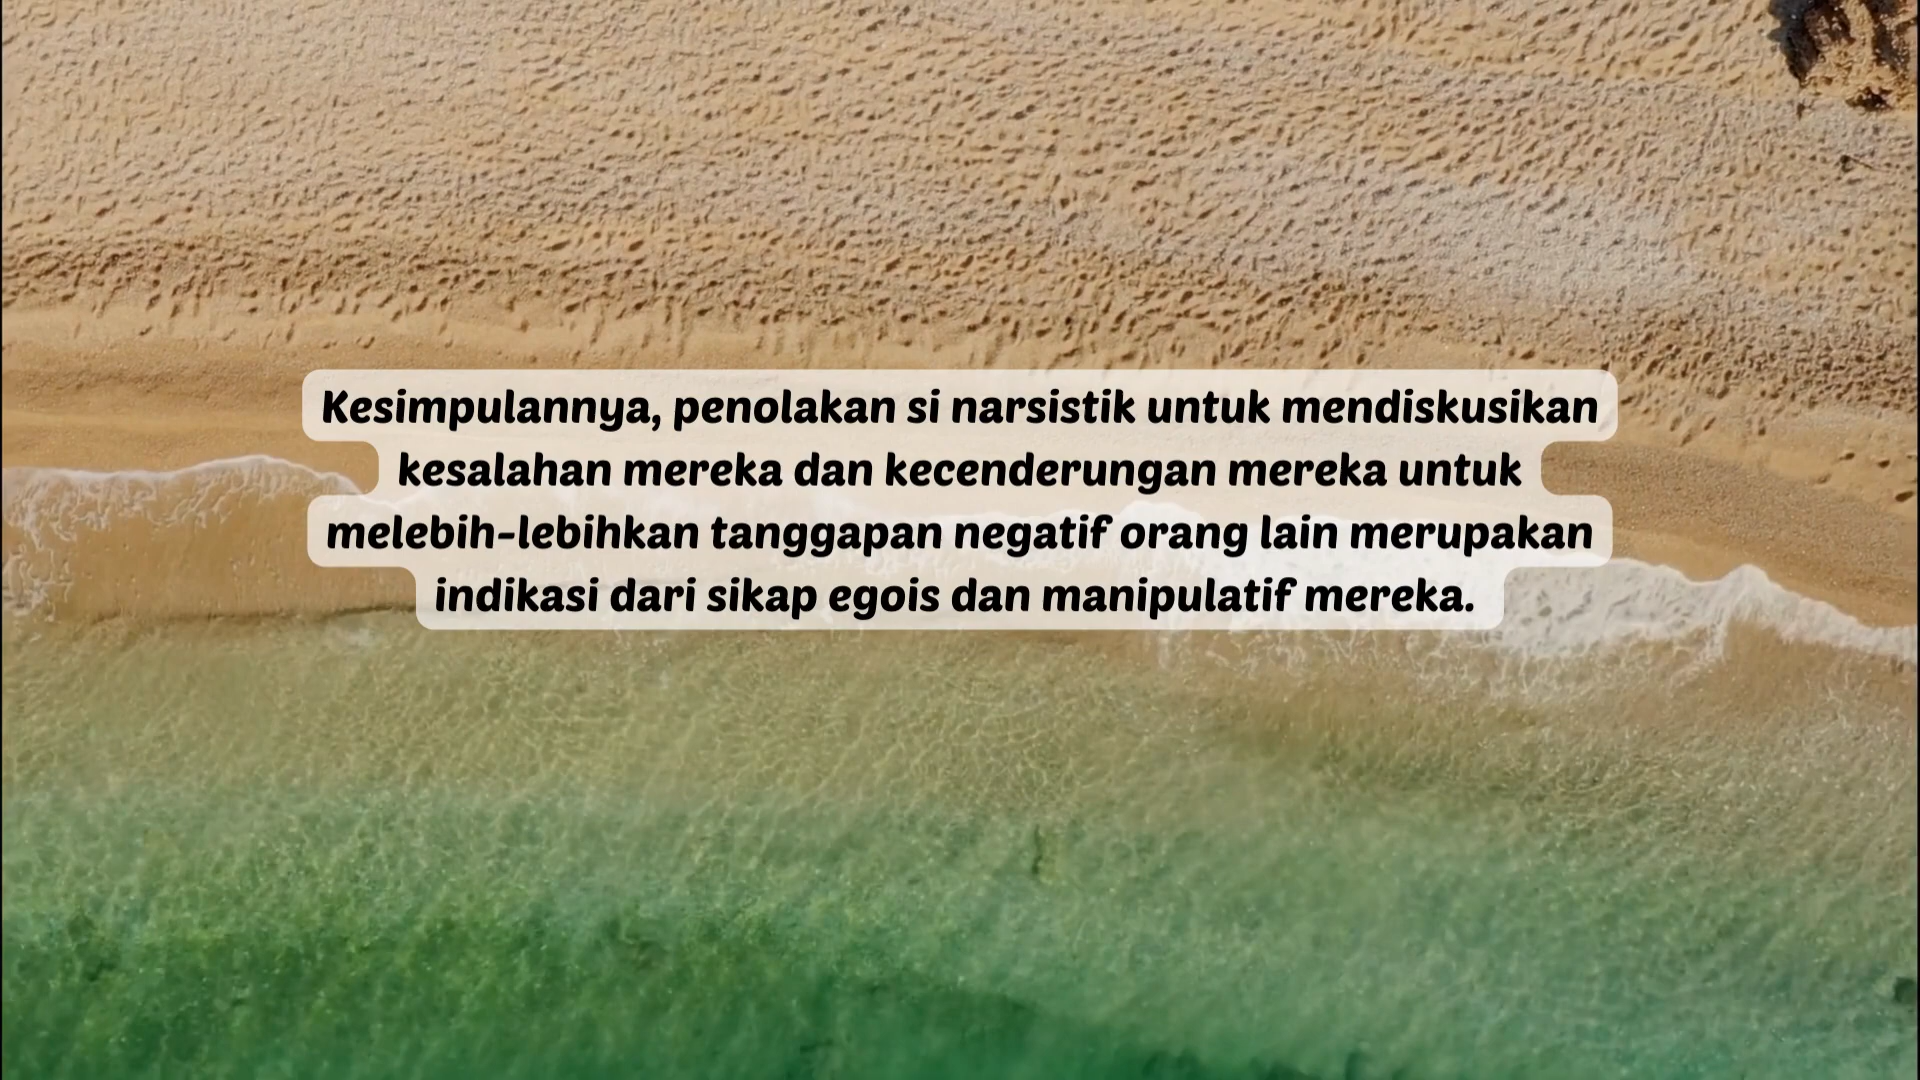 Kesimpulannya, penolakan si narsistik untuk mendiskusikan
kesalahan mereka dan kecenderungan mereka untuk
melebih-lebihkan tanggapan negatif orang lain merupakan
indikasi dari sikap egois dan manipulatif mereka.